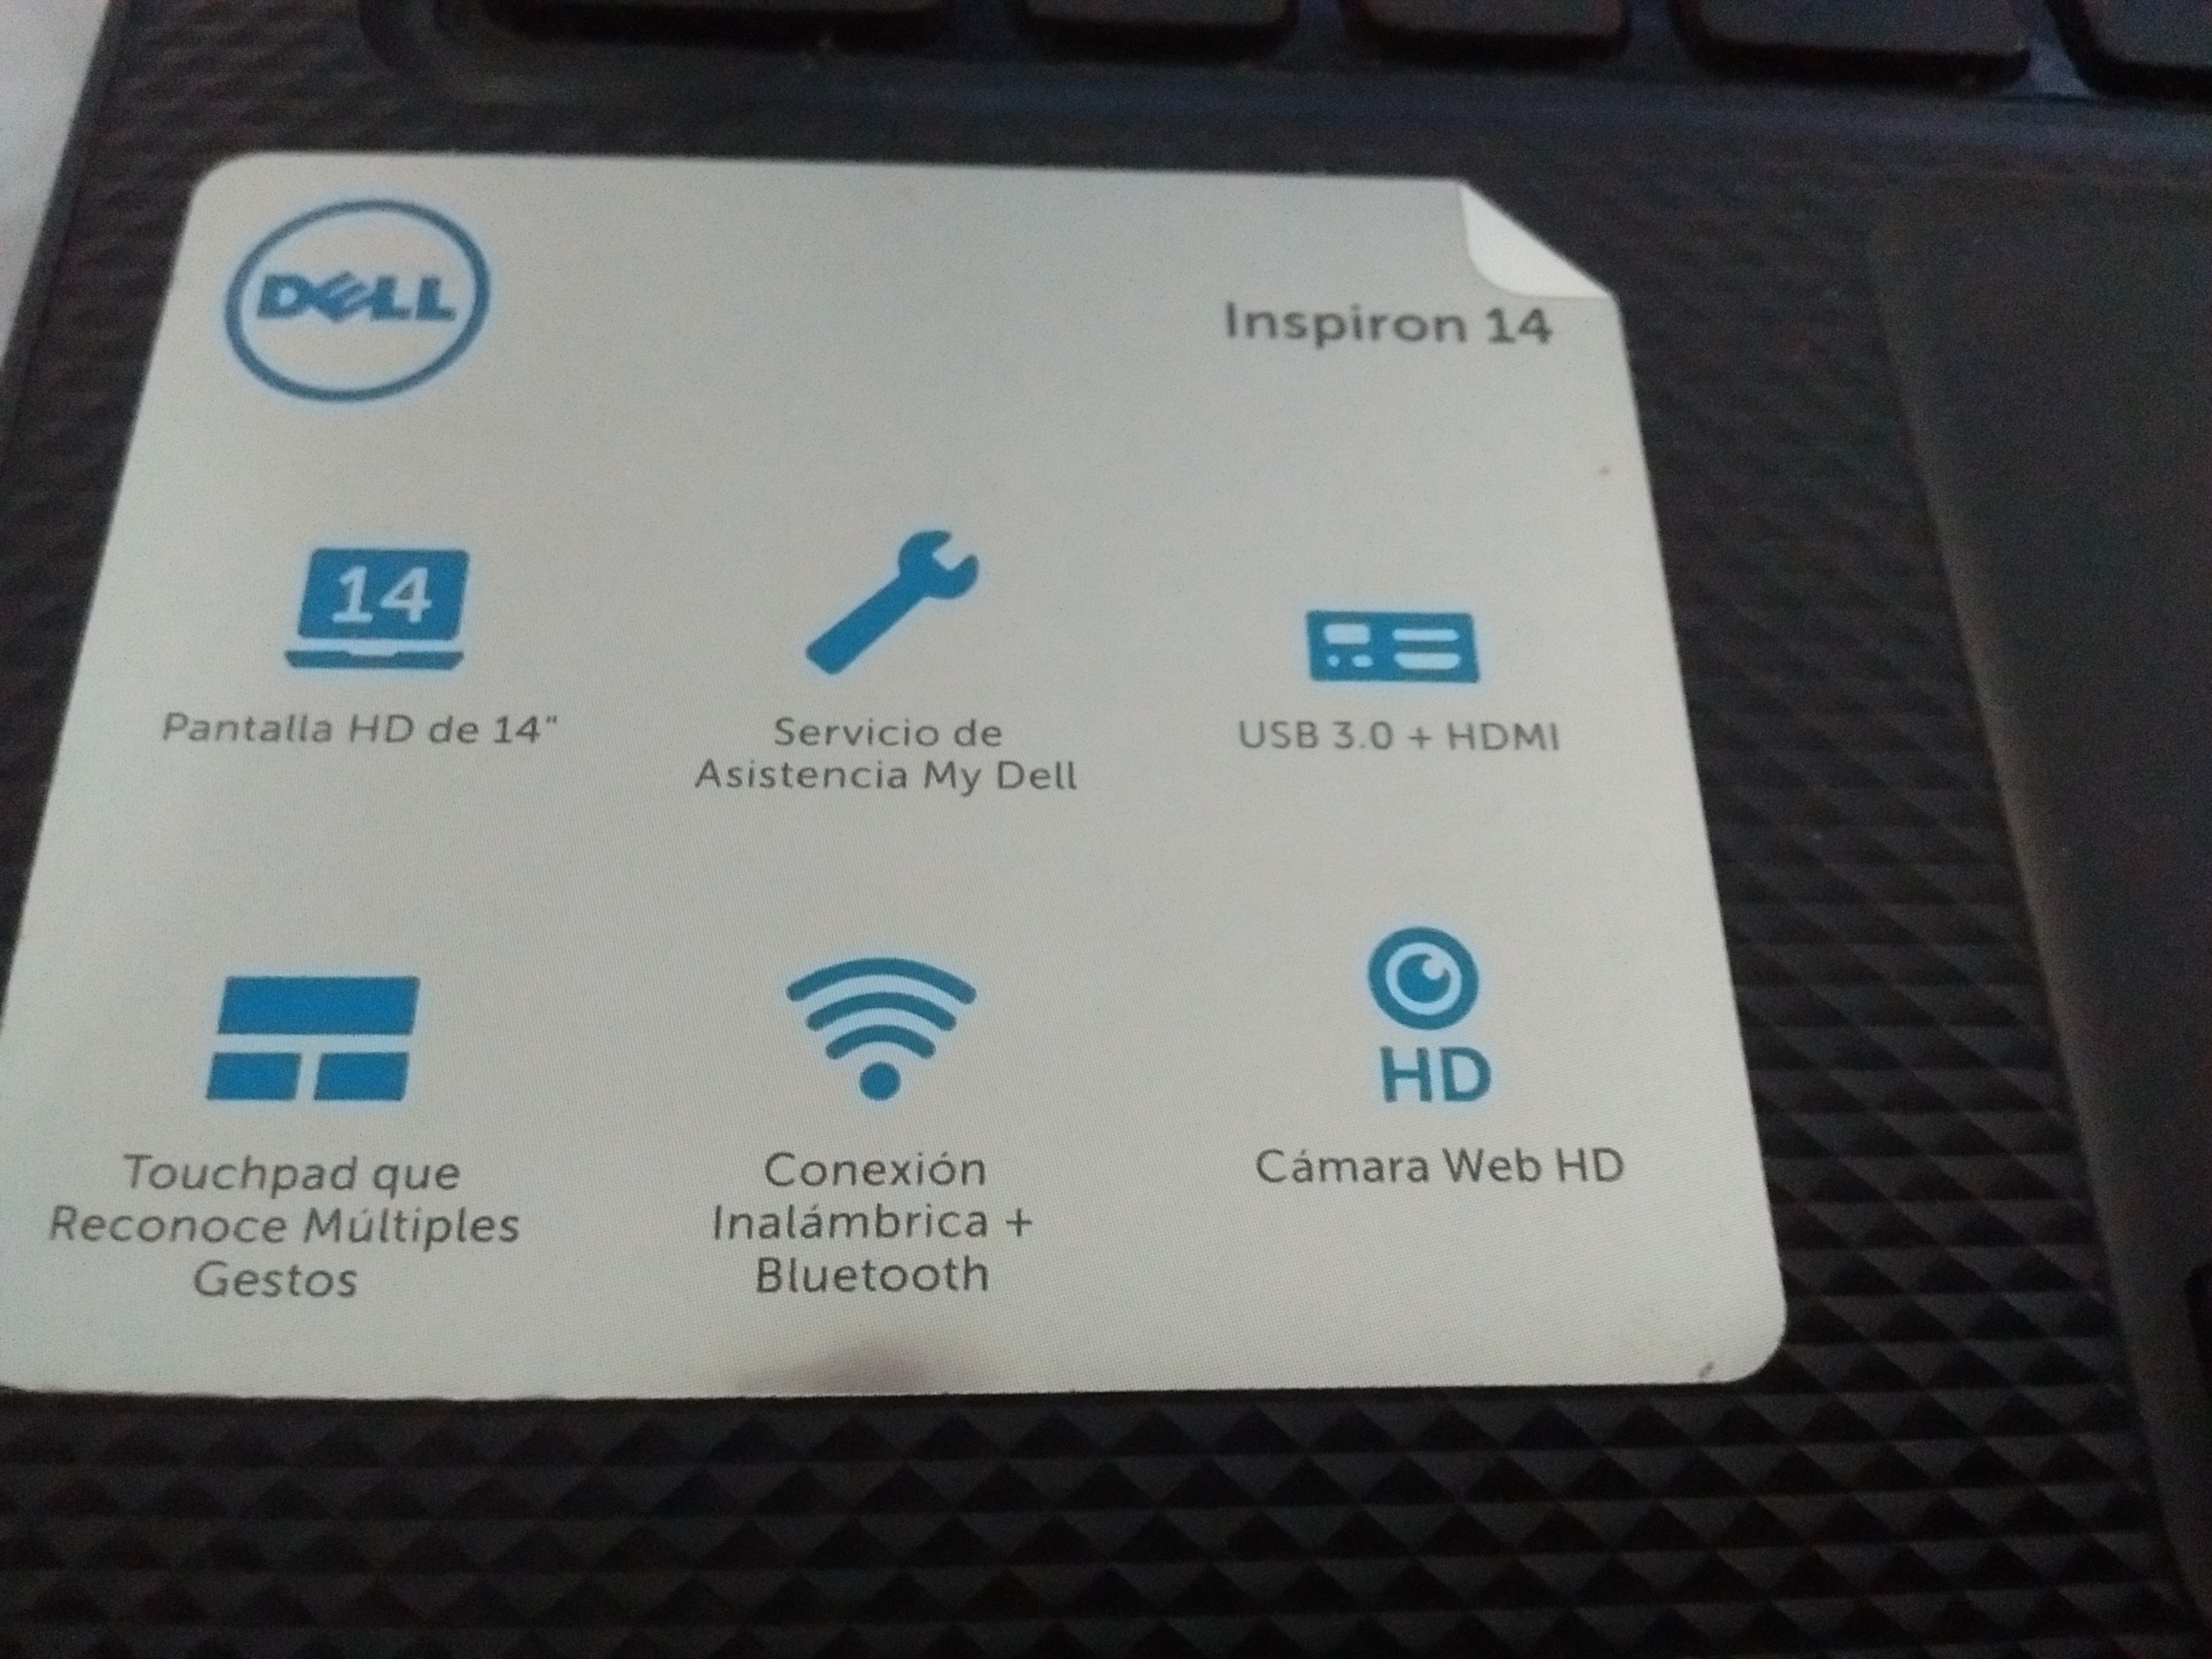 DELL
Inspiron 14
14
Pantalla HD de 14"
Servicio de
Asistencia My Dell
USB 3.0 + HDMI
Touchpad que
Reconoce Múltiples
Gestos
Conexión
Inalámbrica +
Bluetooth
HD
Cámara Web HD